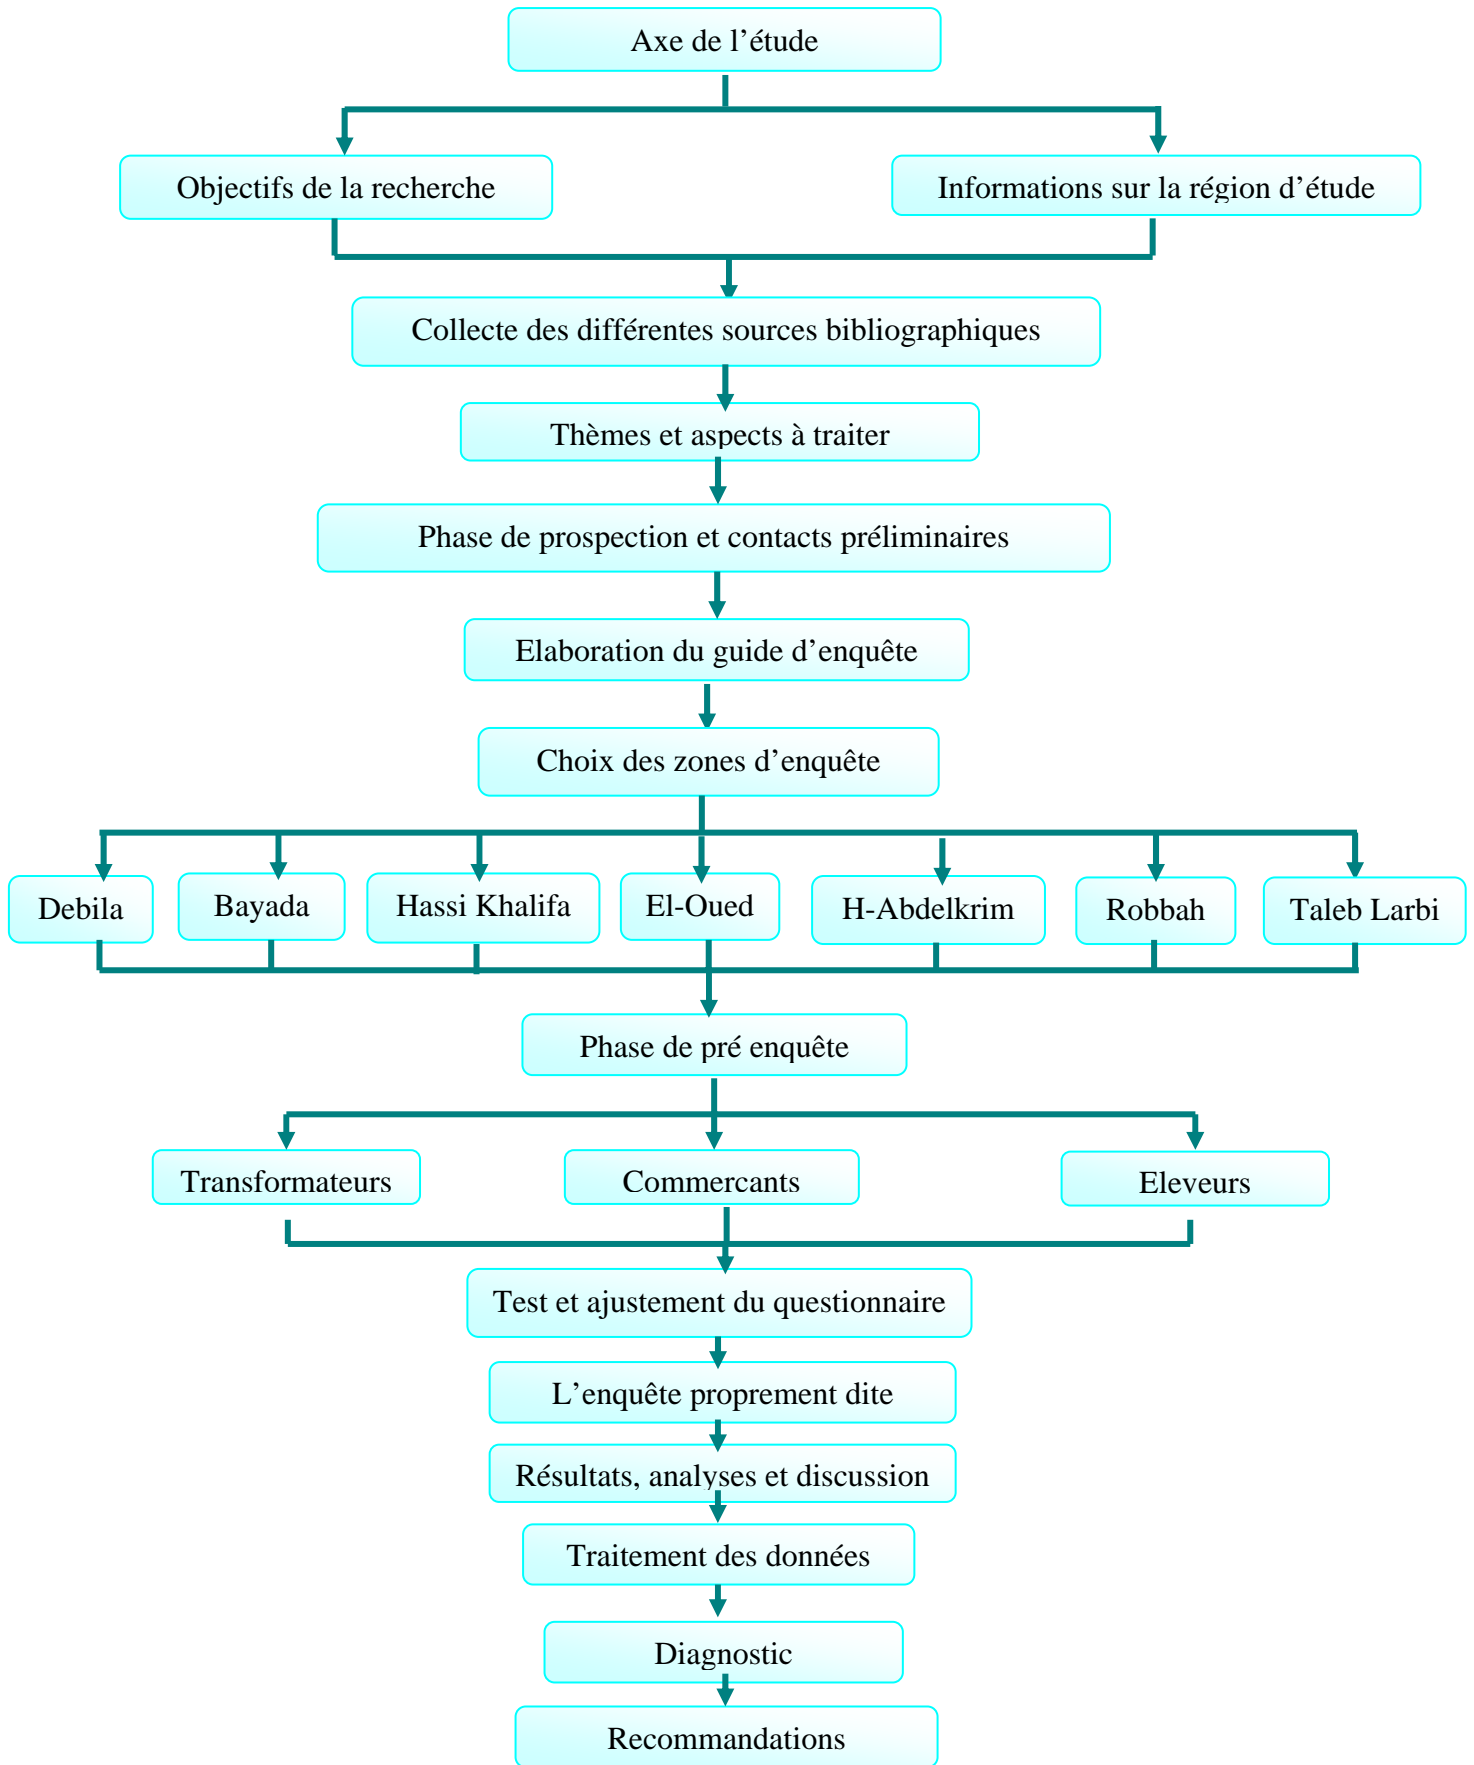 Axe de l’étude
Objectifs de la recherche
Informations sur la région d’étude
Collecte des différentes sources bibliographiques
Thèmes et aspects à traiter
Phase de prospection et contacts préliminaires
Elaboration du guide d’enquête
Choix des zones d’enquête
Debila
Bayada
Hassi Khalifa
El-Oued
H-Abdelkrim
Robbah
Taleb Larbi
Phase de pré enquête
Transformateurs
Commercants
Eleveurs
Test et ajustement du questionnaire
L’enquête proprement dite
Résultats, analyses et discussion
Traitement des données
Diagnostic
Recommandations